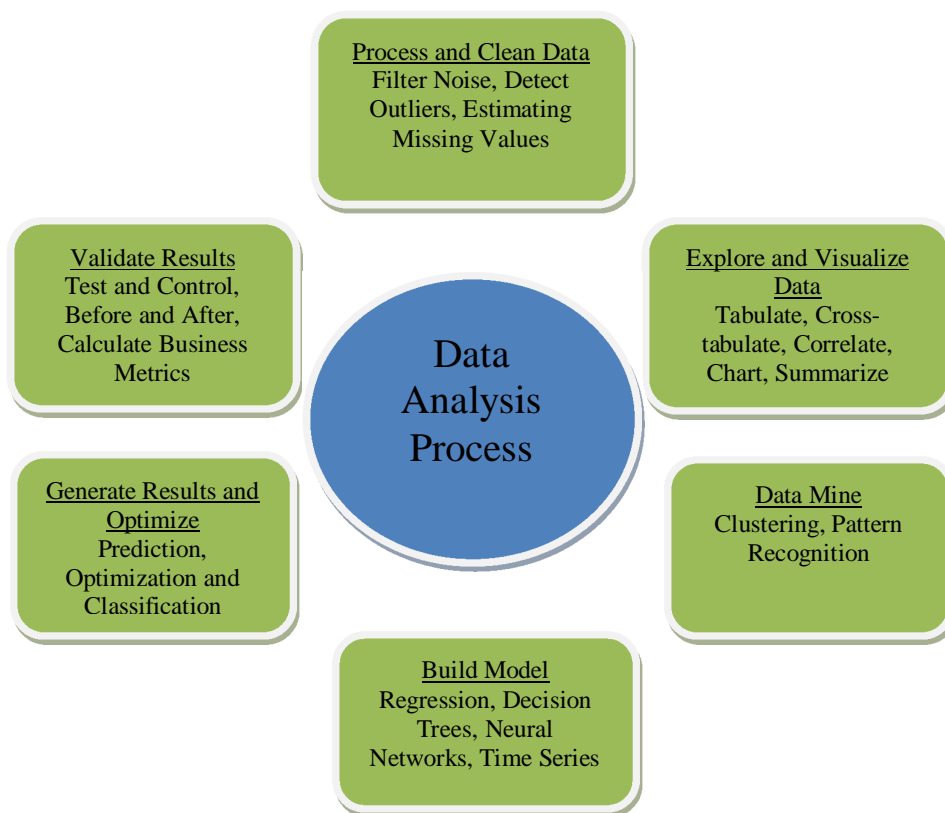 Process and Clean Data
Filter Noise, Detect
Outliers, Estimating
Missing Values
Validate Results
Test and Control,
Before and After,
Calculate Business
Metrics
Explore and Visualize
Data
Tabulate, Cross-
tabulate, Correlate,
Chart, Summarize
Data
Analysis
Process
Generate Results and
Optimize
Prediction,
Optimization and
Classification
Data Mine
Clustering, Pattern
Recognition
Build Model
Regression, Decision
Trees, Neural
Networks, Time Series